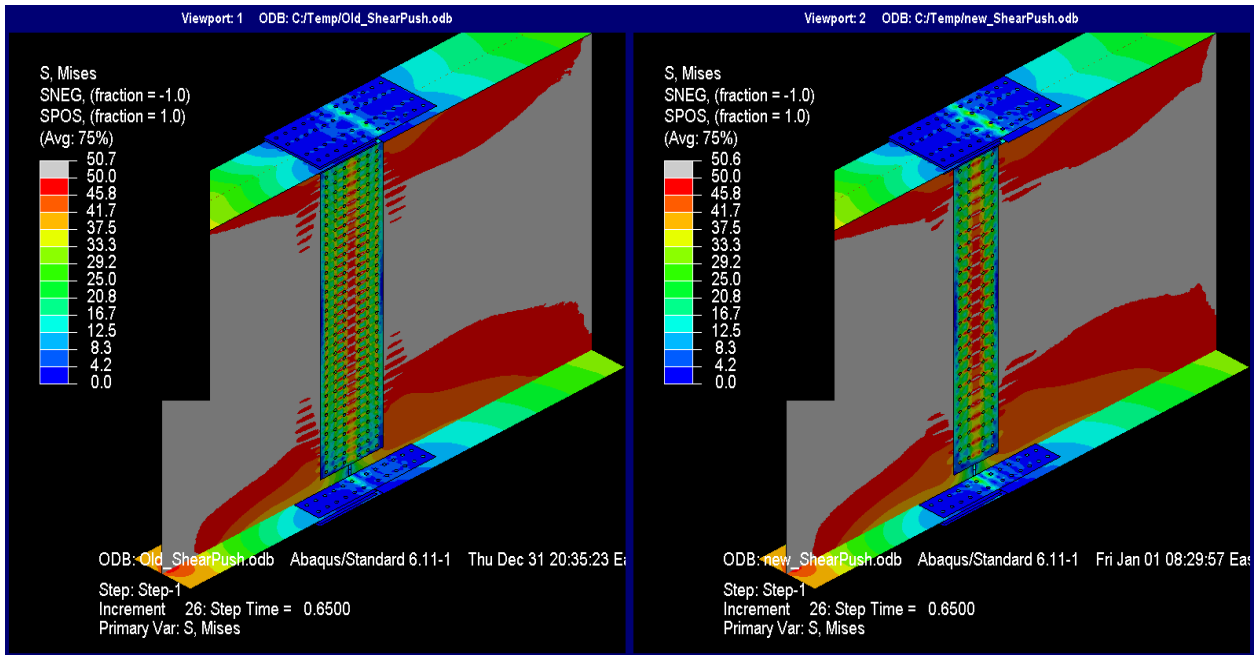 Viewport: 1 ODB: C:/Temp/Old_ShearPush.odb
S, Mises
SNEG, (fraction = -1.0)
SPOS, (fraction = 1.0)
(Avg: 75%)
50.7
50.0
45.8
41.7
37.5
33.3
29.2
25.0
20.8
16.7
12.5
8.3
4.2
0.0
ODB: Old_ShearPush.odb Abaqus/Standard 6.11-1 Thu Dec 31 20:35:23 Ea
Step: Step-1
Increment 26: Step Time = 0.6500
Primary Var: S, Mises
Viewport: 2 ODB: C:/Temp/new_ShearPush.odb
S, Mises
SNEG, (fraction = -1.0)
SPOS, (fraction = 1.0)
(Avg: 75%)
50.6
50.0
45.8
41.7
37.5
33.3
29.2
25.0
20.8
16.7
12.5
8.3
4.2
0.0
ODB: new_ShearPush.odb Abaqus/Standard 6.11-1 Fri Jan 01 08:29:57 Eas
Step: Step-1
Increment 26: Step Time = 0.6500
Primary Var: S, Mises